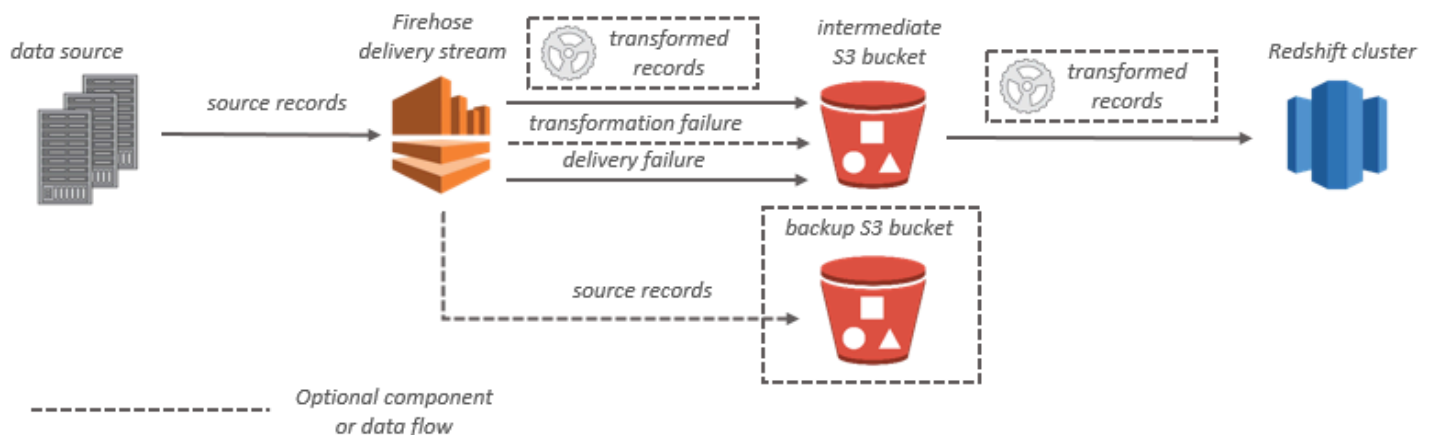 data source
source records
Firehose
delivery stream
transformed
records
transformation failure
delivery failure
intermediate
S3 bucket
transformed
records
Redshift cluster
source records
backup S3 bucket
Optional component
or data flow